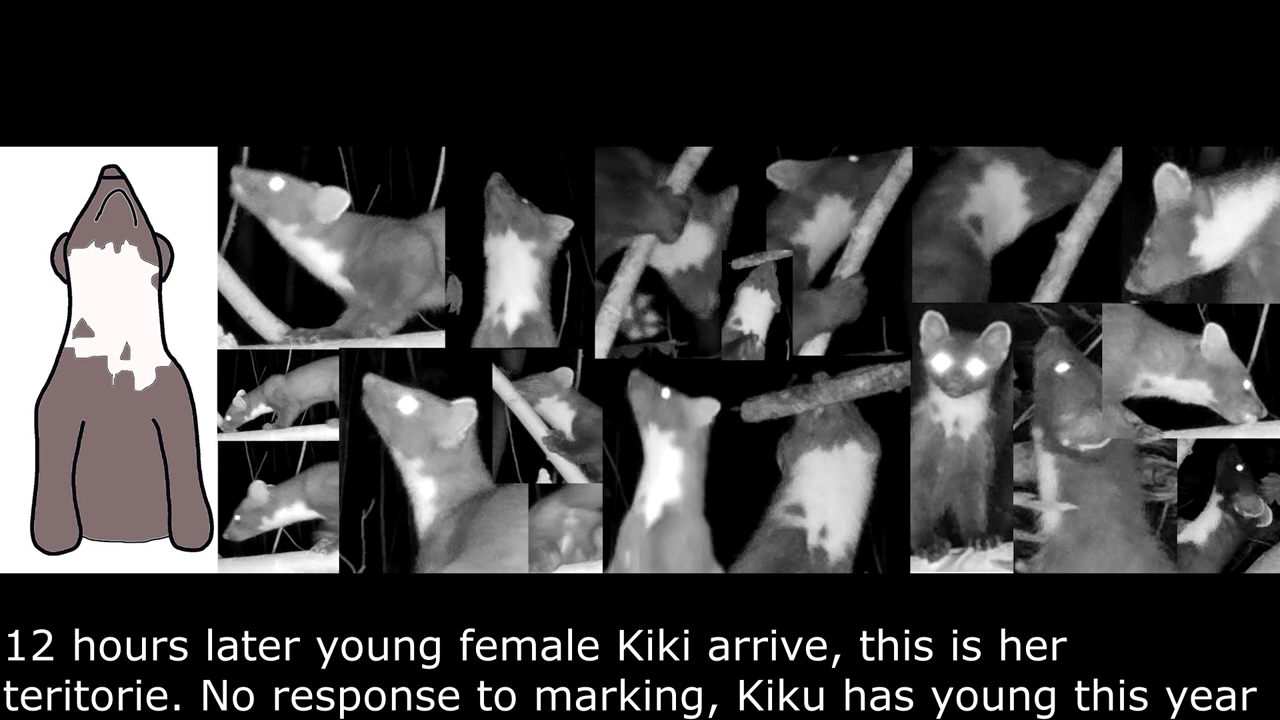 12 hours later young female Kiki arrive, this is her
teritorie. No response to marking, Kiku has young this year